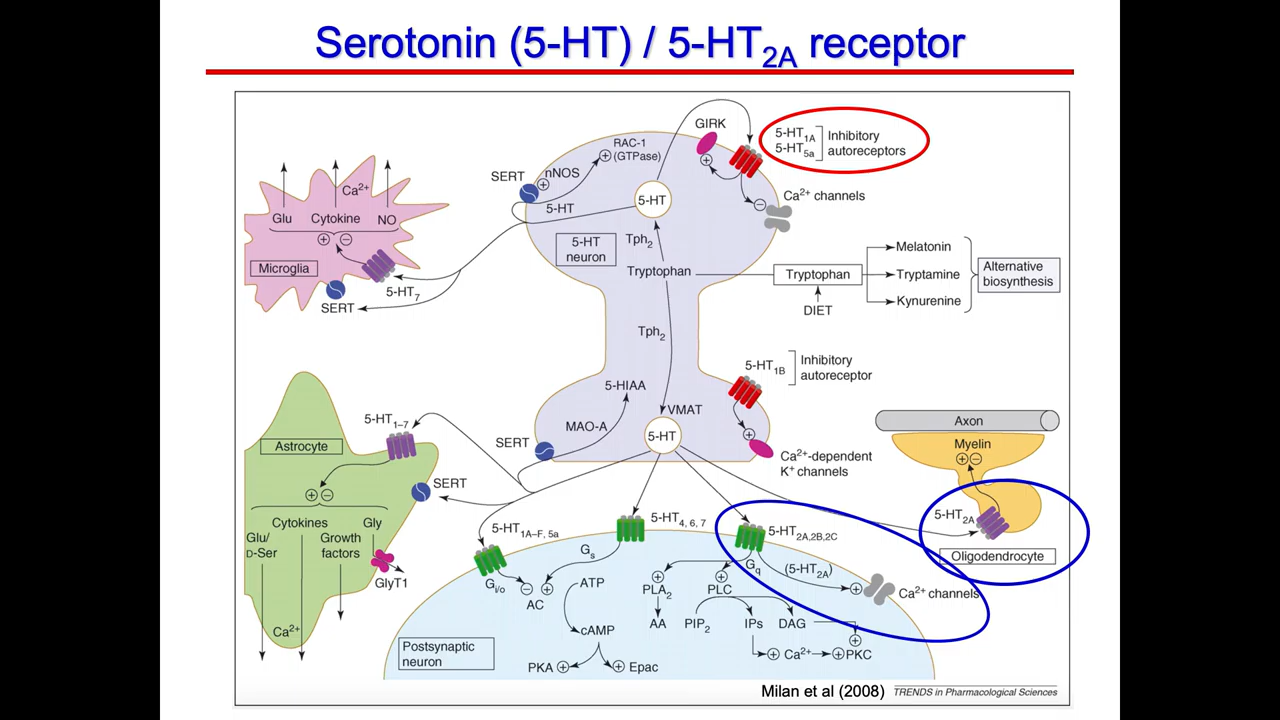 Serotonin (5-HT) / 5-HT2A receptor
GIRK
5-HT1A
5-HT5a
Inhibitory
autoreceptors
RAC-1
(GTPase)
nNOS
SERT
5-HT
5-HT
Ca2+ channels
Ca2+
Glu
Cytokine
NO
Microglia
5-HT7
SERT
5-HT
neuron
Tph2
Tryptophan
Tryptophan
DIET
Melatonin
Tryptamine
Kynurenine
Alternative
biosynthesis
Tph2
5-HT1B
Inhibitory
autoreceptor
5-HIAA
VMAT
MAO-A
5-HT
SERT
Ca2+-dependent
K+ channels
Axon
Myelin
5-HT2A
Oligodendrocyte
5-HT1–7
Astrocyte
SERT
Cytokines
Gly
Glu/
D-Ser
Growth
factors
GlyT1
Ca2+
5-HT1A–F, 5a
5-HT4, 6, 7
5-HT2A,2B,2C
Gi/o
Gs
Gq
(5-HT2A)
Ca2+ channels
AC
ATP
cAMP
PKA
Epac
PLA2
PLC
AA
PIP2
IPs
DAG
Ca2+
PKC
Postsynaptic
neuron
Milan et al (2008)
TRENDS in Pharmacological Sciences